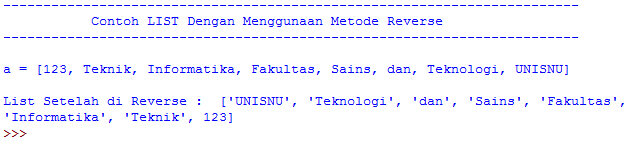 ------------------------------------------------------------------------
Contoh LIST Dengan Menggunaan Metode Reverse
------------------------------------------------------------------------
a = [123, Teknik, Informatika, Fakultas, Sains, dan, Teknologi, UNISNU]
List Setelah di Reverse :  ['UNISNU', 'Teknologi', 'dan', 'Sains', 'Fakultas',
'Informatika', 'Teknik', 123]
>>>